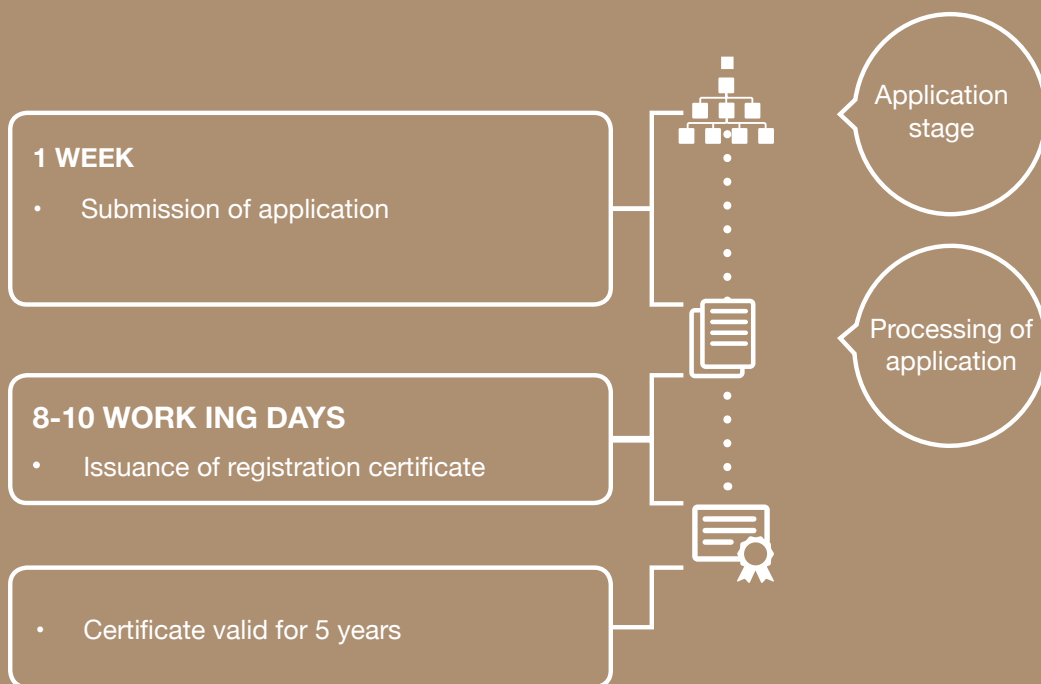 Application
stage
1 WEEK
• Submission of application
Processing of
application
8-10 WORK ING DAYS
• Issuance of registration certificate
• Certificate valid for 5 years